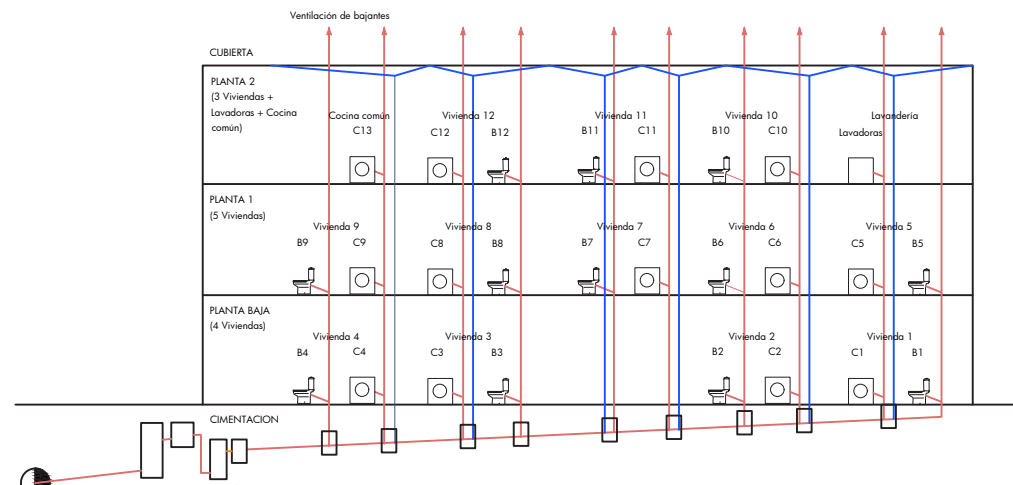 Ventilación de bajantes
CUBIERTA
PLANTA 2
(3 Viviendas +
Lavadoras + Cocina
común)
Cocina común
C13
Vivienda 12
C12
B12
Vivienda 11
B11
C11
Vivienda 10
B10
C10
Lavandería
Lavadoras
PLANTA 1
(5 Viviendas)
Vivienda 9
B9
C9
Vivienda 8
C8
B8
Vivienda 7
B7
C7
Vivienda 6
B6
C6
Vivienda 5
C5
B5
PLANTA BAJA
(4 Viviendas)
Vivienda 4
B4
C4
Vivienda 3
C3
B3
Vivienda 2
B2
C2
Vivienda 1
C1
B1
CIMENTACION